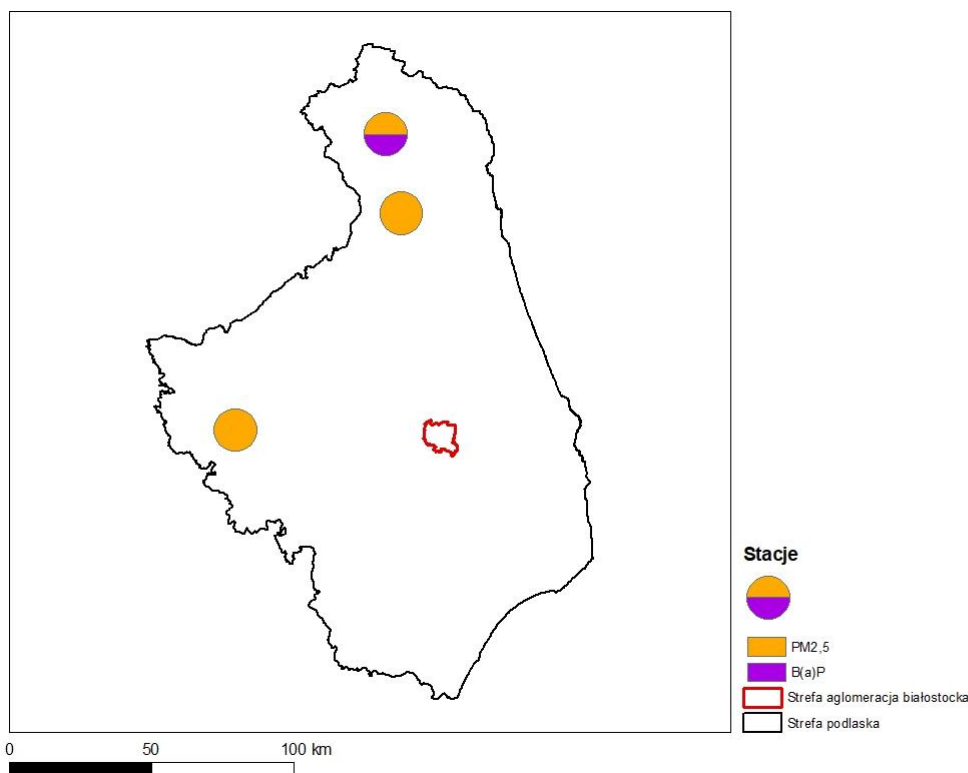 Stacje
PM2,5
B(a)P
Strefa aglomeracja białostocka
Strefa podlaska
0 50 100 km